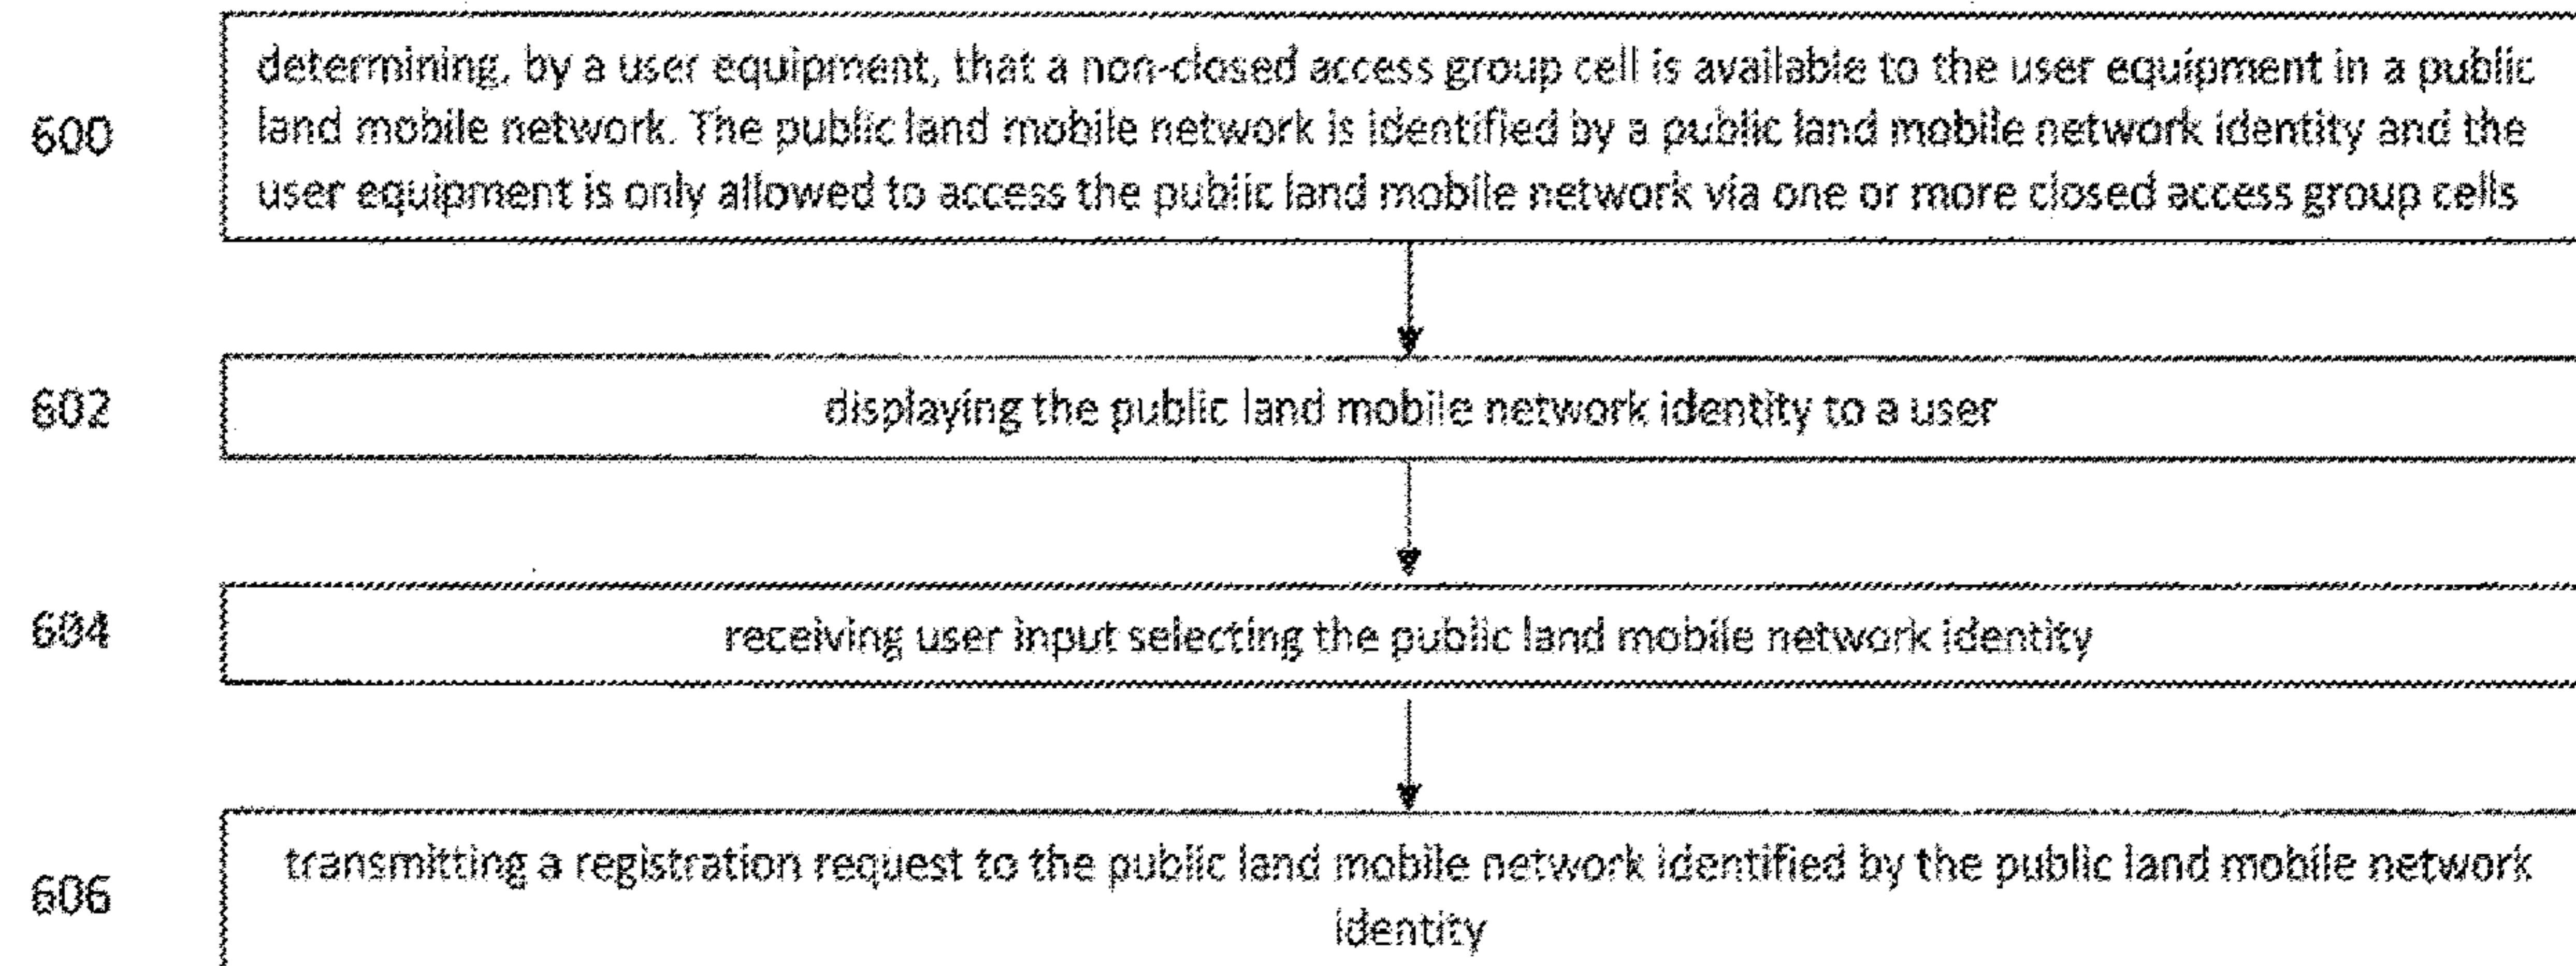 600
determining, by a user equipment, that a non-closed access group cell is available to the user equipment in a public
land mobile network. The public land mobile network is identified by a public land mobile network identity and the
user equipment is only allowed to access the public land mobile network via one or more closed access group cells
602
displaying the public land mobile network identity to a user
604
receiving user input selecting the public land mobile network identity
606
transmitting a registration request to the public land mobile network identified by the public land mobile network
identity